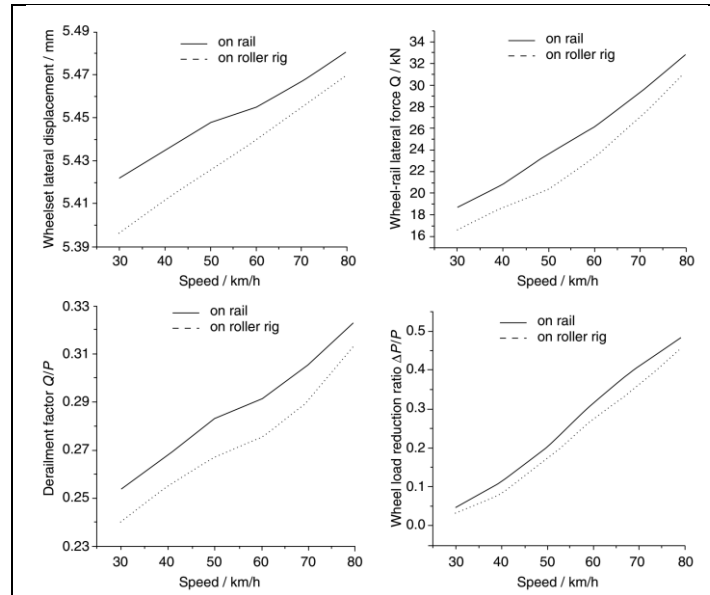 Wheelset lateral displacement / mm
5.49
5.47
5.45
5.43
5.41
5.39
on rail
on roller rig
30 40 50 60 70 80
Speed / km/h
Wheel-rail lateral force Q / kN
34
32
30
28
26
24
22
20
18
16
on rail
on roller rig
30 40 50 60 70 80
Speed / km/h
Derailment factor Q/P
0.33
0.31
0.29
0.27
0.25
0.23
on rail
on roller rig
30 40 50 60 70 80
Speed / km/h
Wheel load reduction ratio ΔP/P
0.5
0.4
0.3
0.2
0.1
0.0
on rail
on roller rig
30 40 50 60 70 80
Speed / km/h